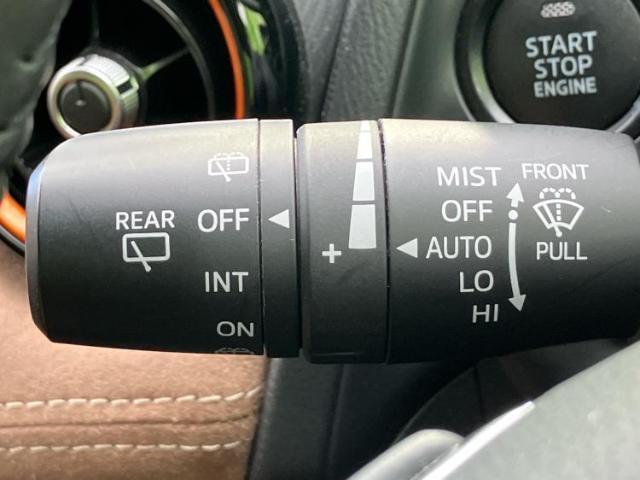 START
STOP
ENGINE
REAR
OFF
INT
ON
+
MIST
OFF
AUTO
LO
HI
FRONT
PULL